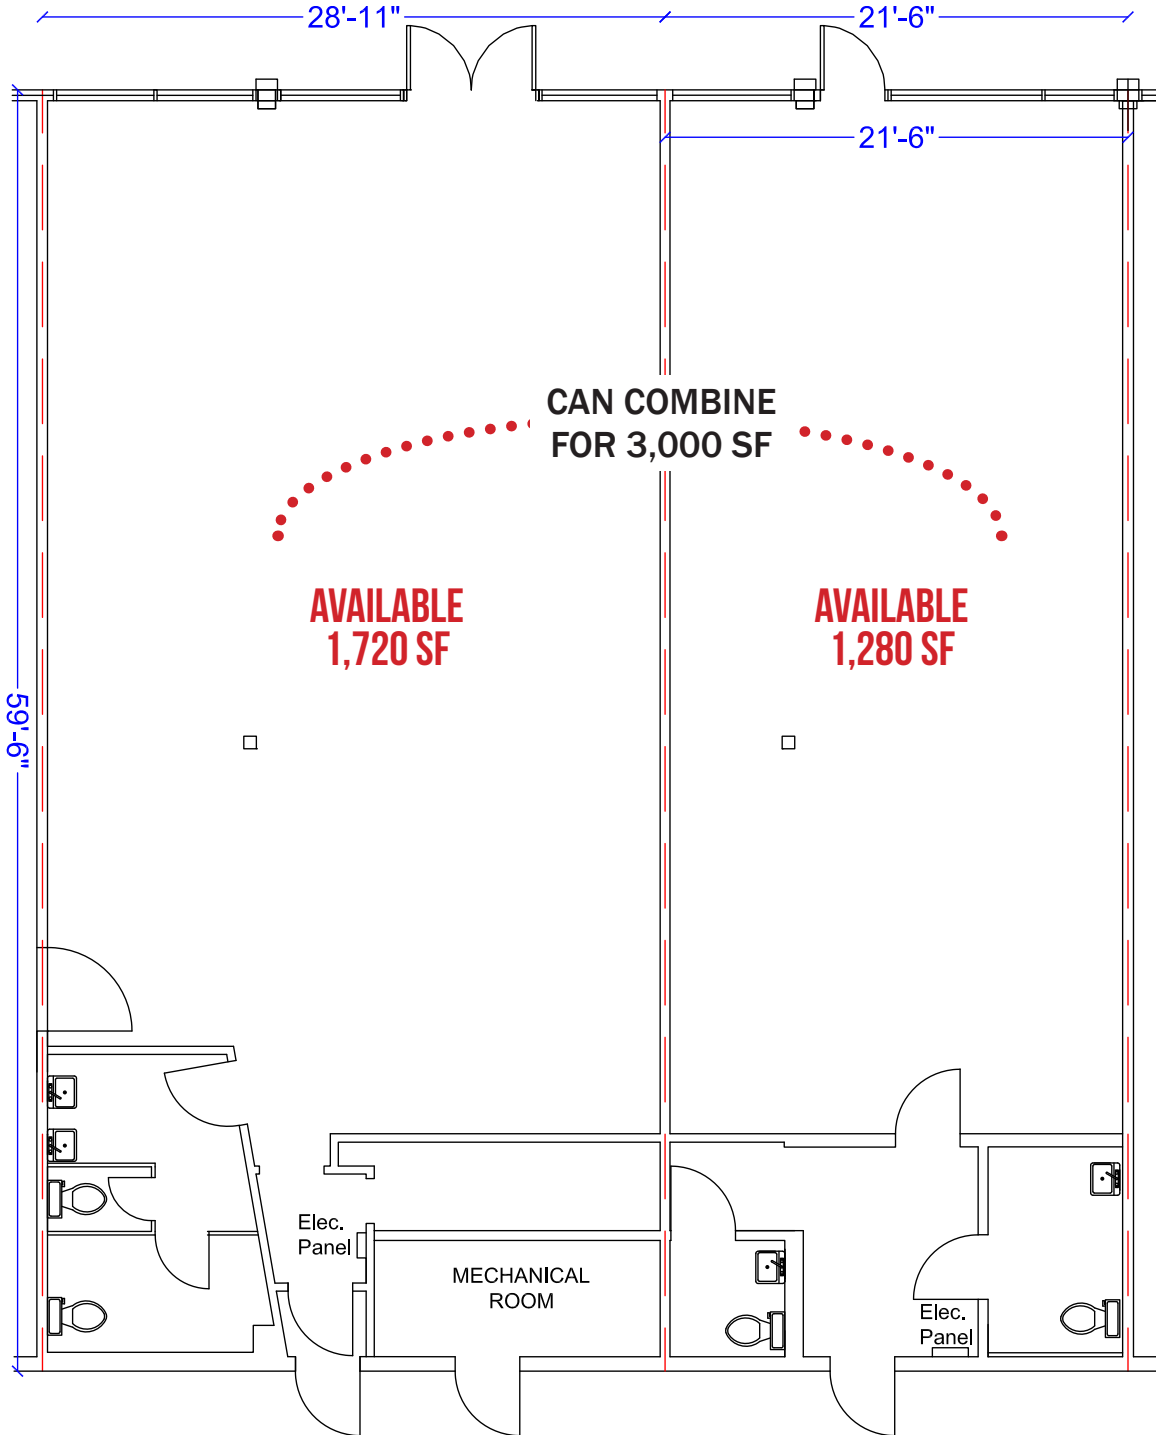 28'-11"
21'-6"
21'-6"
CAN COMBINE
FOR 3,000 SF
AVAILABLE
1,720 SF
AVAILABLE
1,280 SF
59'-6"
Elec.
Panel
MECHANICAL
ROOM
Elec.
Panel